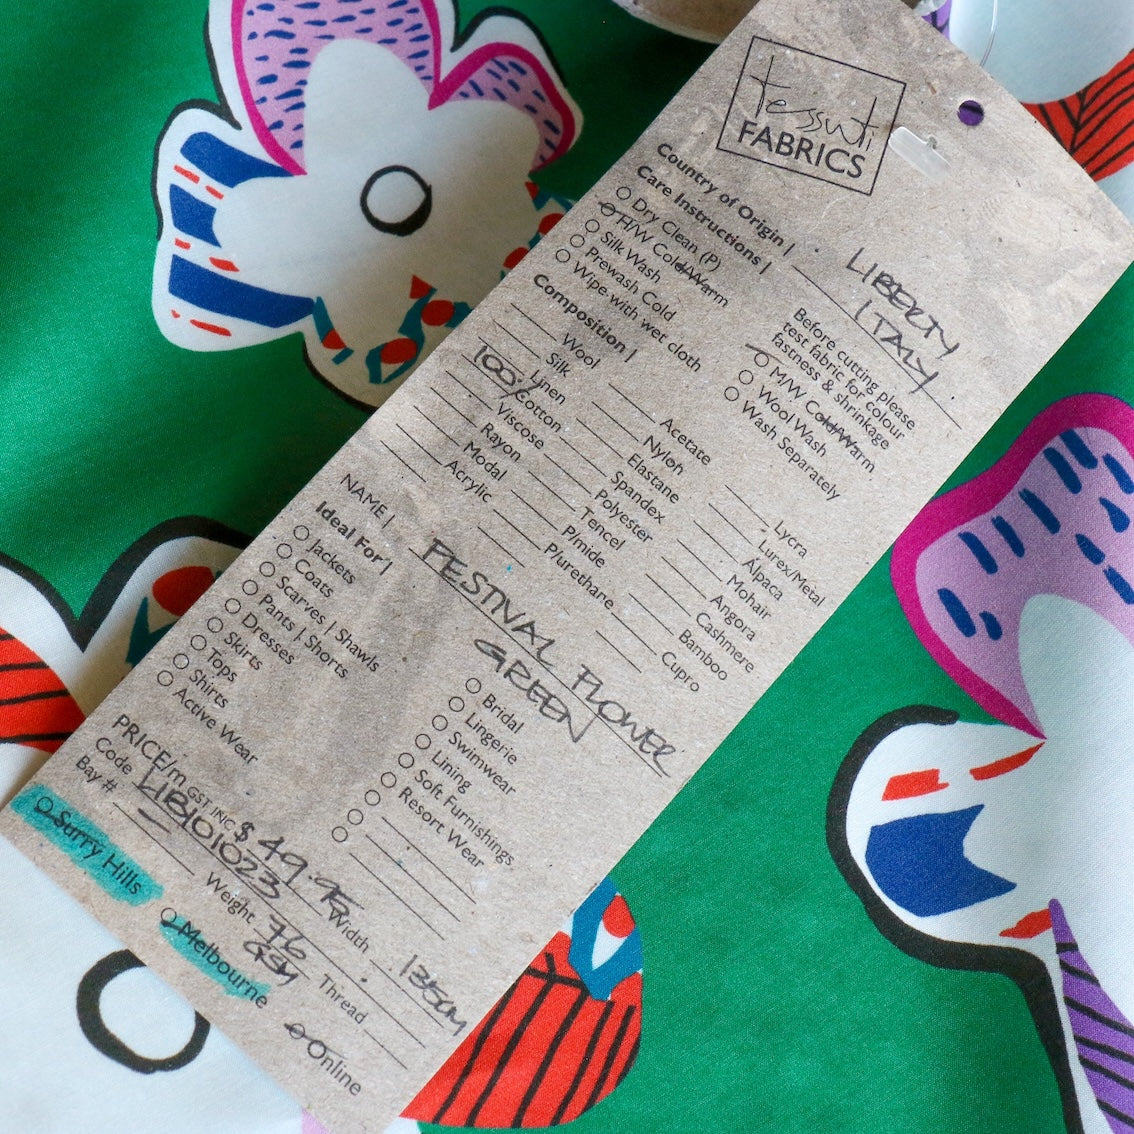 tessuti
FABRICS
Country of Origin | LIBERTY
ITALY
Care Instructions |
Dry Clean (P)
H/W Cold/Warm
Silk Wash
Prewash Cold
Wipe with wet cloth
Before cutting please
test fabric for colour
fastness & shrinkage
M/W Cold/Warm
Wool Wash
Wash Separately
Composition |
Wool
Silk
Linen
100% Cotton
Viscose
Rayon
Modal
Acrylic
Acetate
Nylon
Elastane
Spandex
Polyester
Tencel
P/mide
P/urethane
Lycra
Lurex/Metal
Alpaca
Mohair
Angora
Cashmere
Bamboo
Cupro
NAME | FESTIVAL FLOWER
GREEN
Ideal For |
Jackets
Coats
Scarves | Shawls
Pants | Shorts
Dresses
Skirts
Tops
Shirts
Active Wear
Bridal
Lingerie
Swimwear
Lining
Soft Furnishings
Resort Wear
PRICE/m GST INC $ 49.95
Code LIB101023 Width 135cm
Bay # Weight 76 GSM Thread
Surry Hills Melbourne Online